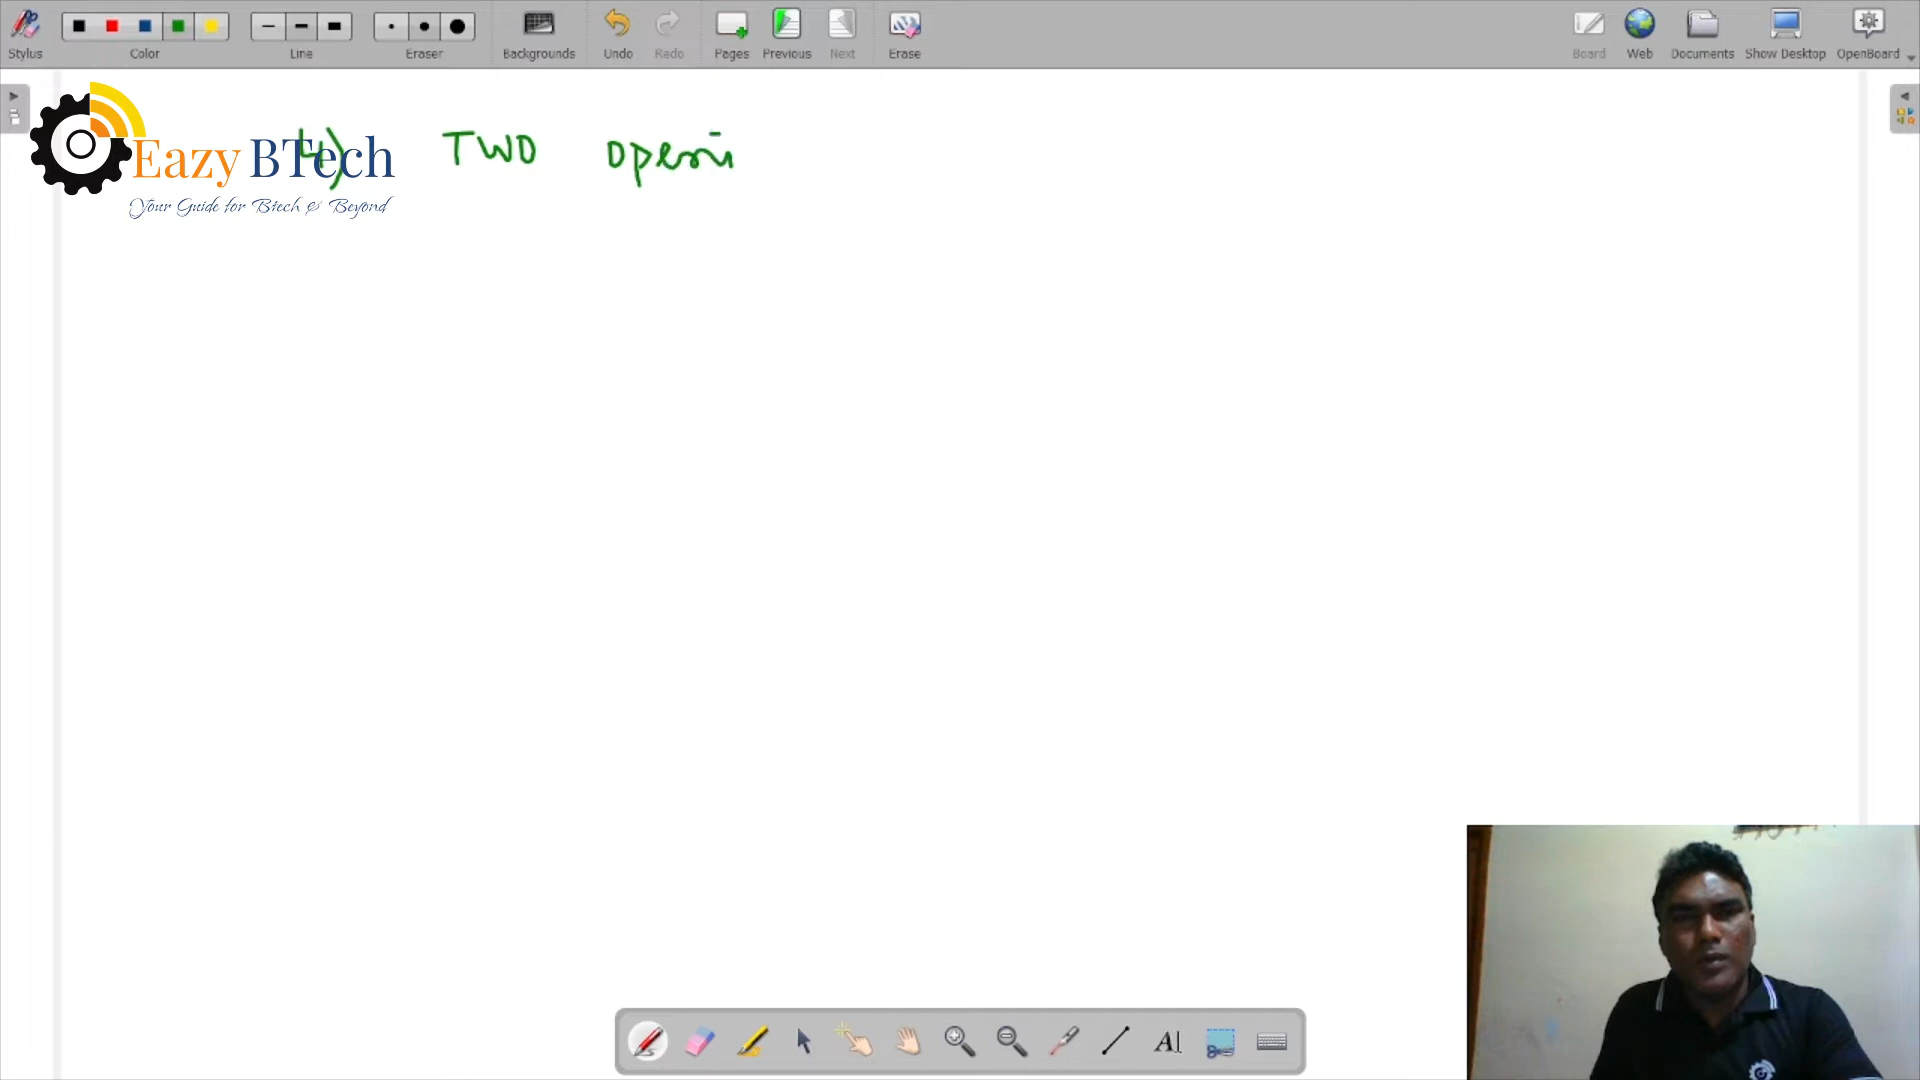 Stylus Color Line Eraser Backgrounds Undo Redo Pages Previous Next Erase Board Web Documents Show Desktop OpenBoard
4) TWO openi
Eazy BTech
Your Guide for Btech & Beyond
A